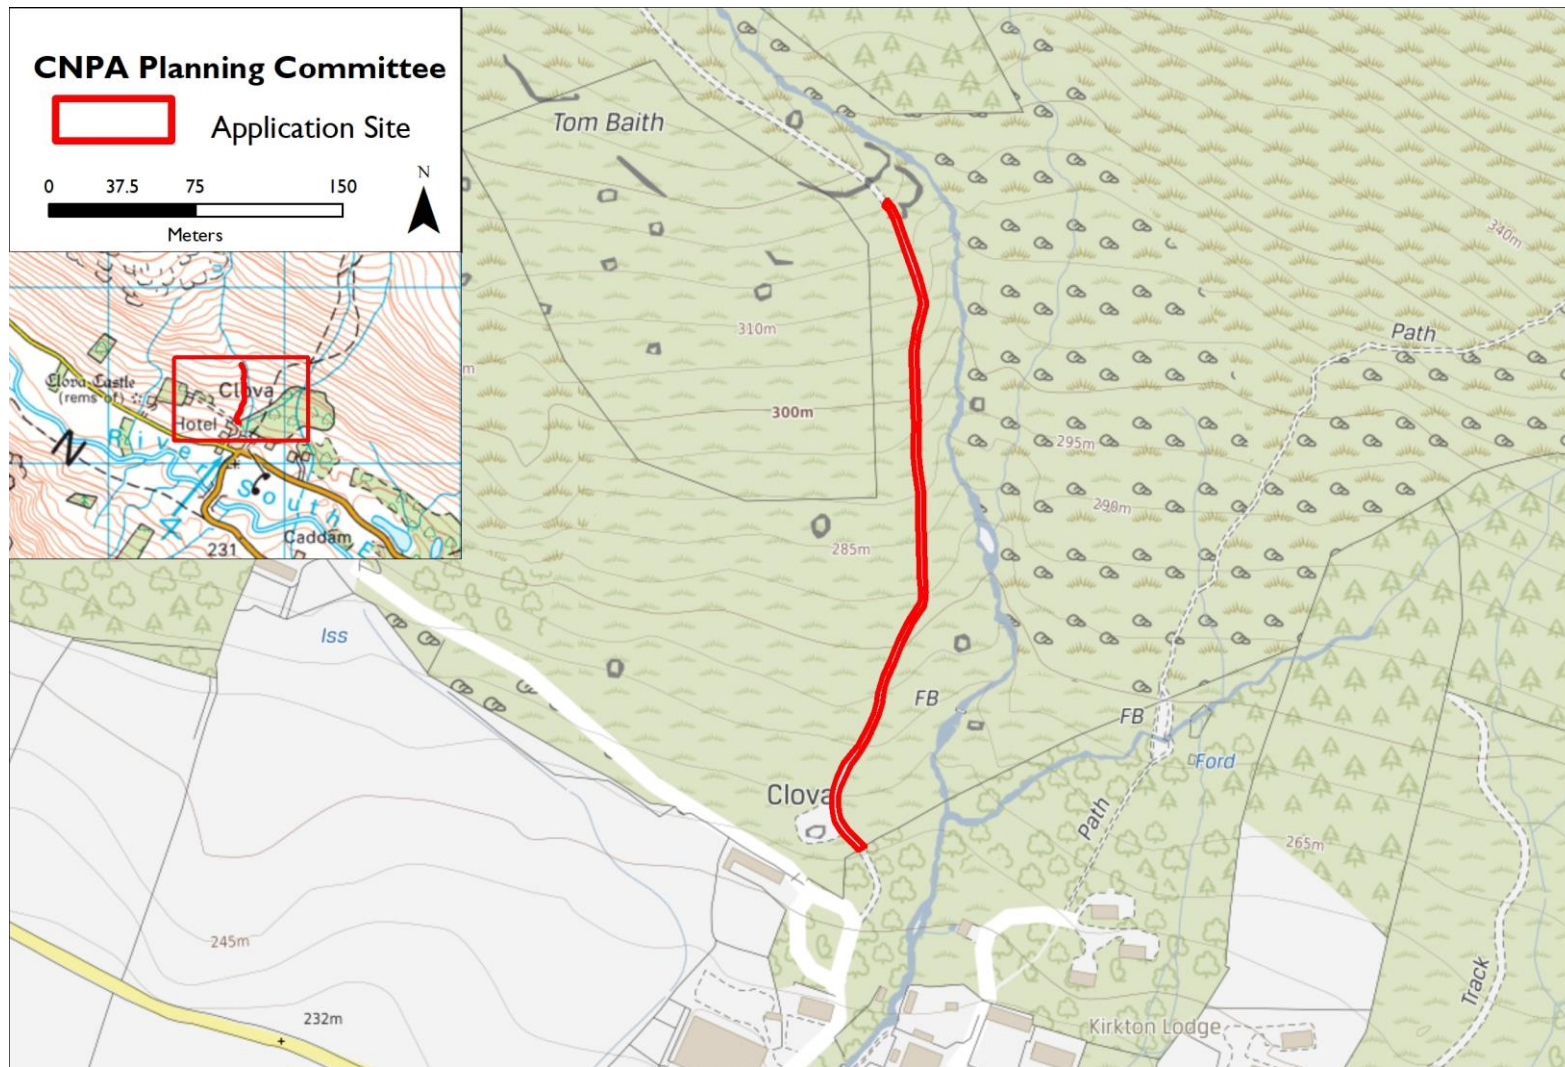 CNPA Planning Committee
Application Site
N
0 37.5 75 150
Meters
Clova Castle
(rems of)
Clova
Hotel
River
South
N
231
Caddam
E
Tom Baith
340m
310m
Path
300m
295m
290m
285m
Iss
FB
FB
Ford
Clova
Path
265m
245m
Track
232m
Kirkton Lodge